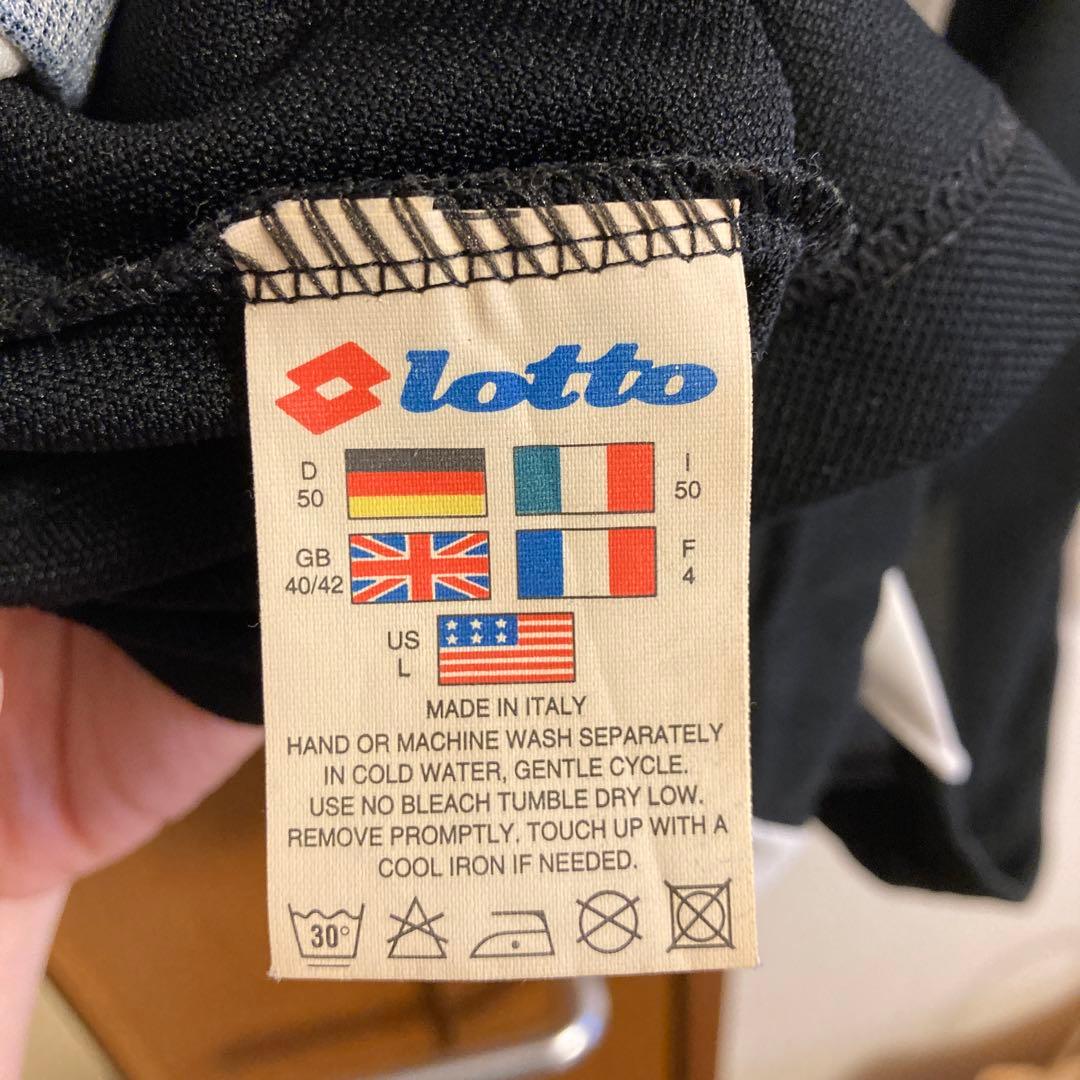 lotto
D
50
I
50
GB
40/42
F
4
US
L
MADE IN ITALY
HAND OR MACHINE WASH SEPARATELY
IN COLD WATER, GENTLE CYCLE.
USE NO BLEACH TUMBLE DRY LOW.
REMOVE PROMPTLY. TOUCH UP WITH A
COOL IRON IF NEEDED.
30°